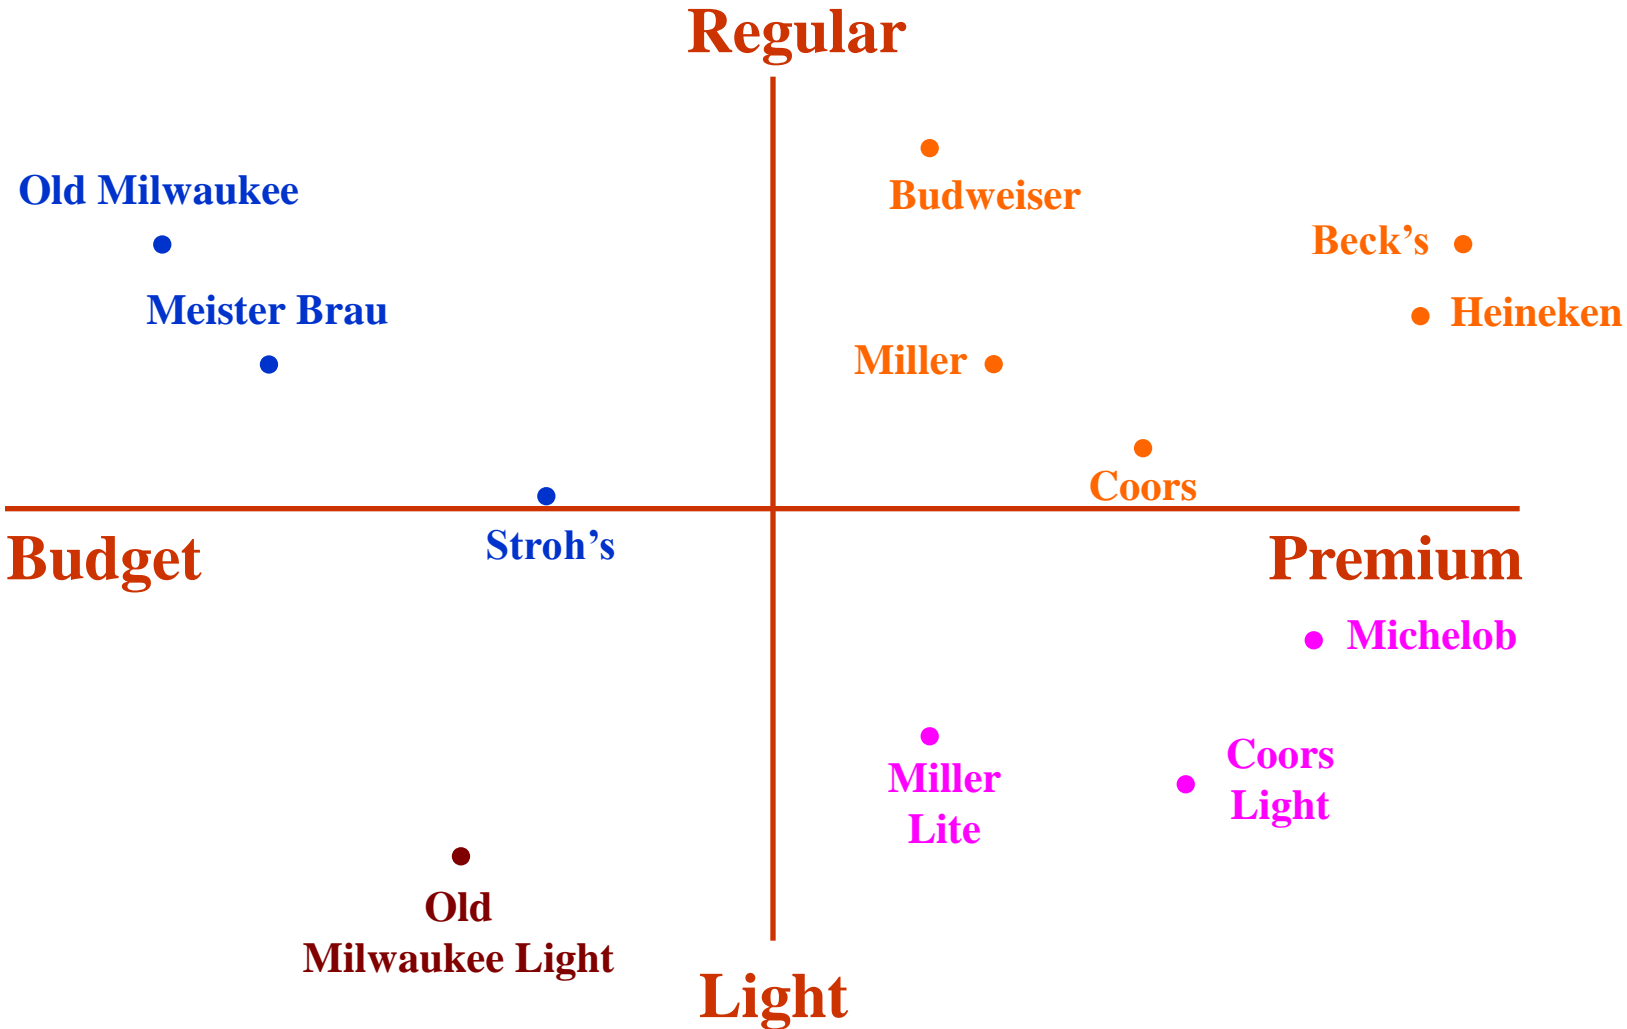 Regular
Old Milwaukee
Budweiser
Beck’s
Meister Brau
Heineken
Miller
Coors
Stroh’s
Budget
Premium
Michelob
Miller
Lite
Coors
Light
Old
Milwaukee Light
Light